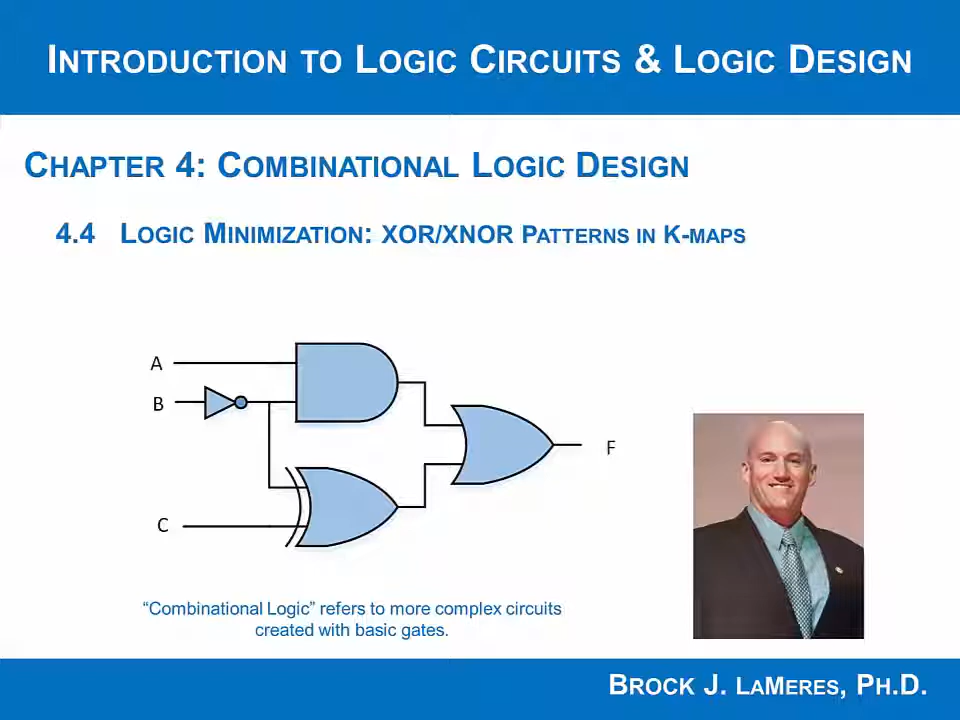 INTRODUCTION TO LOGIC CIRCUITS & LOGIC DESIGN
CHAPTER 4: COMBINATIONAL LOGIC DESIGN
4.4 LOGIC MINIMIZATION: XOR/XNOR PATTERNS IN K-MAPS
A
B
F
C
“Combinational Logic” refers to more complex circuits
created with basic gates.
BROCK J. LAMERES, PH.D.